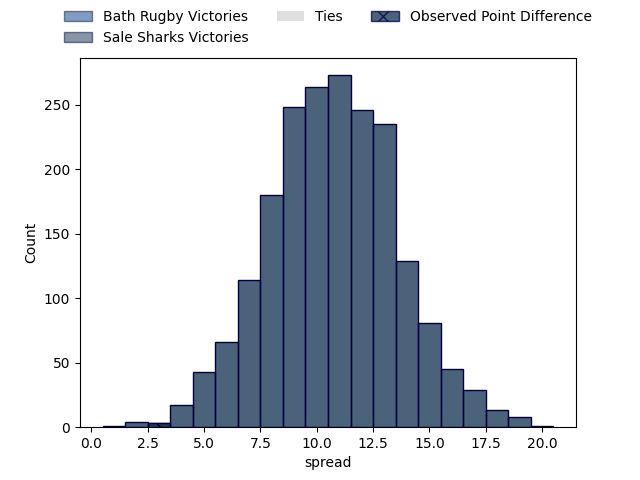 Bath Rugby Victories
Ties
Observed Point Difference
Sale Sharks Victories
250
200
150
100
50
0
Count
0.0 2.5 5.0 7.5 10.0 12.5 15.0 17.5 20.0
spread